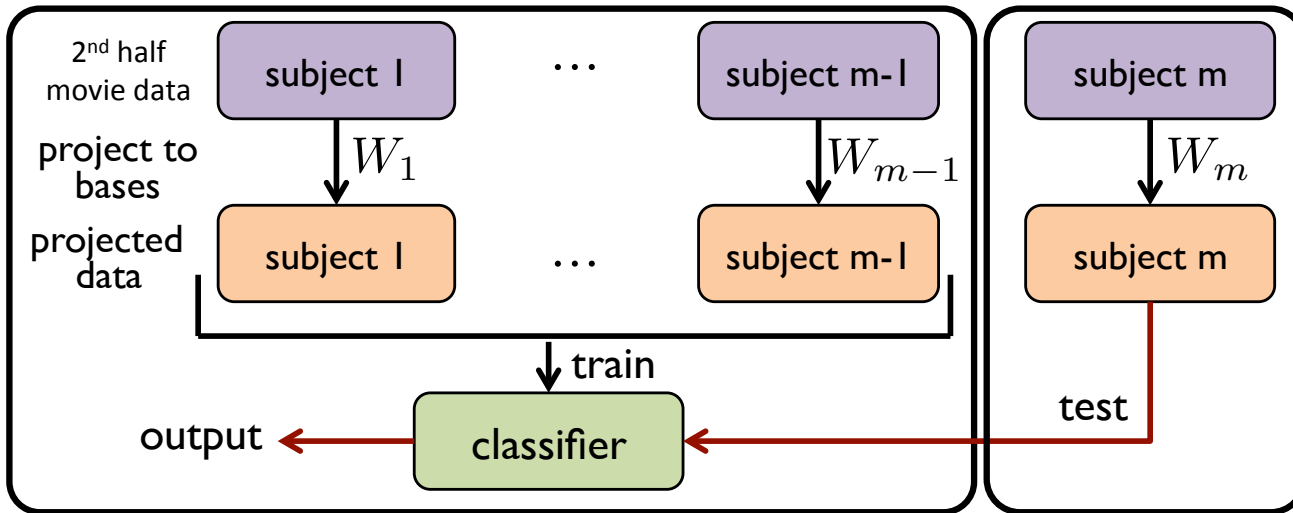 2nd half
movie data
subject 1
...
subject m-1
subject m
project to
bases
W1
Wm−1
Wm
projected
data
subject 1
...
subject m-1
subject m
train
test
output
classifier